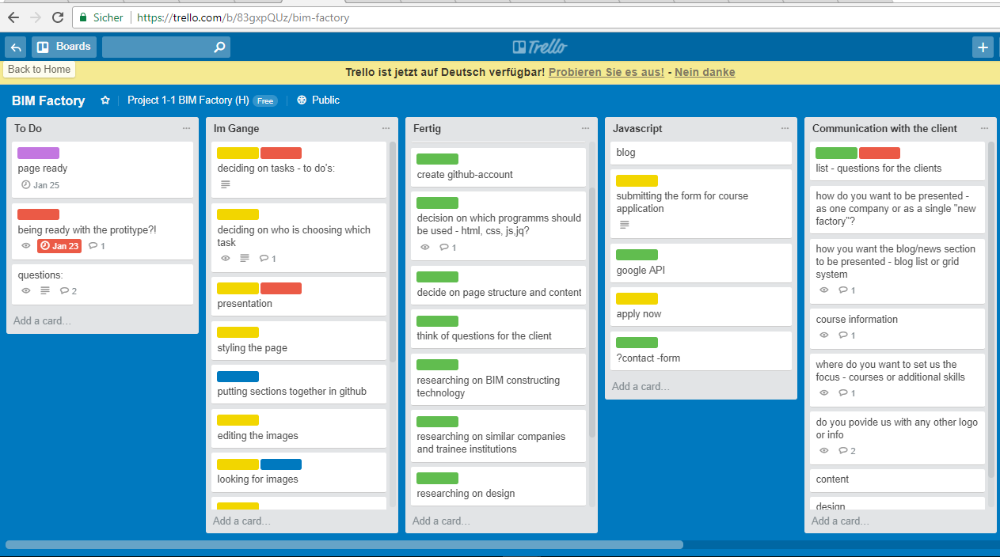 Sicher https://trello.com/b/83gxpQUz/bim-factory
Boards
Trello
Back to Home
Trello ist jetzt auf Deutsch verfügbar! Probieren Sie es aus! - Nein danke
BIM Factory Project 1-1 BIM Factory (H) Free Public
To Do
page ready
Jan 25
being ready with the protitype?!
Jan 23 1
questions:
2
Add a card…
Im Gange
deciding on tasks - to do's:
deciding on who is choosing which
task
1
presentation
styling the page
putting sections together in github
editing the images
looking for images
Add a card…
Fertig
create github-account
decision on which programms should
be used - html, css, js,jq?
1
decide on page structure and content
think of questions for the client
researching on BIM constructing
technology
researching on similar companies
and trainee institutions
researching on design
Add a card…
Javascript
blog
submitting the form for course
application
google API
apply now
?contact -form
Add a card…
Communication with the client
list - questions for the clients
how do you want to be presented -
as one company or as a single "new
factory"?
how you want the blog/news section
to be presented - blog list or grid
system
1
course information
1
where do you want to set us the
focus - courses or additional skills
1
do you povide us with any other logo
or info
2
content
design
Add a card…